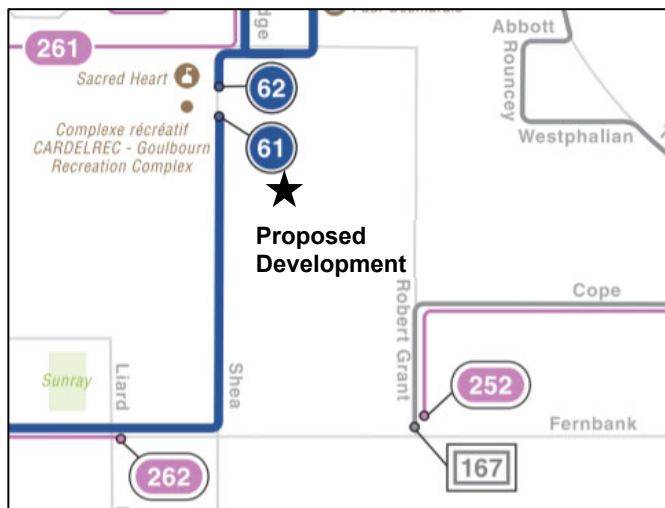 261
Sacred Heart
Complexe récréatif
CARDELREC - Goulbourn
Recreation Complex
62
61
Proposed
Development
Abbott
Rouncey
Westphalian
Robert Grant
Cope
252
Fernbank
167
Sunray
Liard
Shea
262